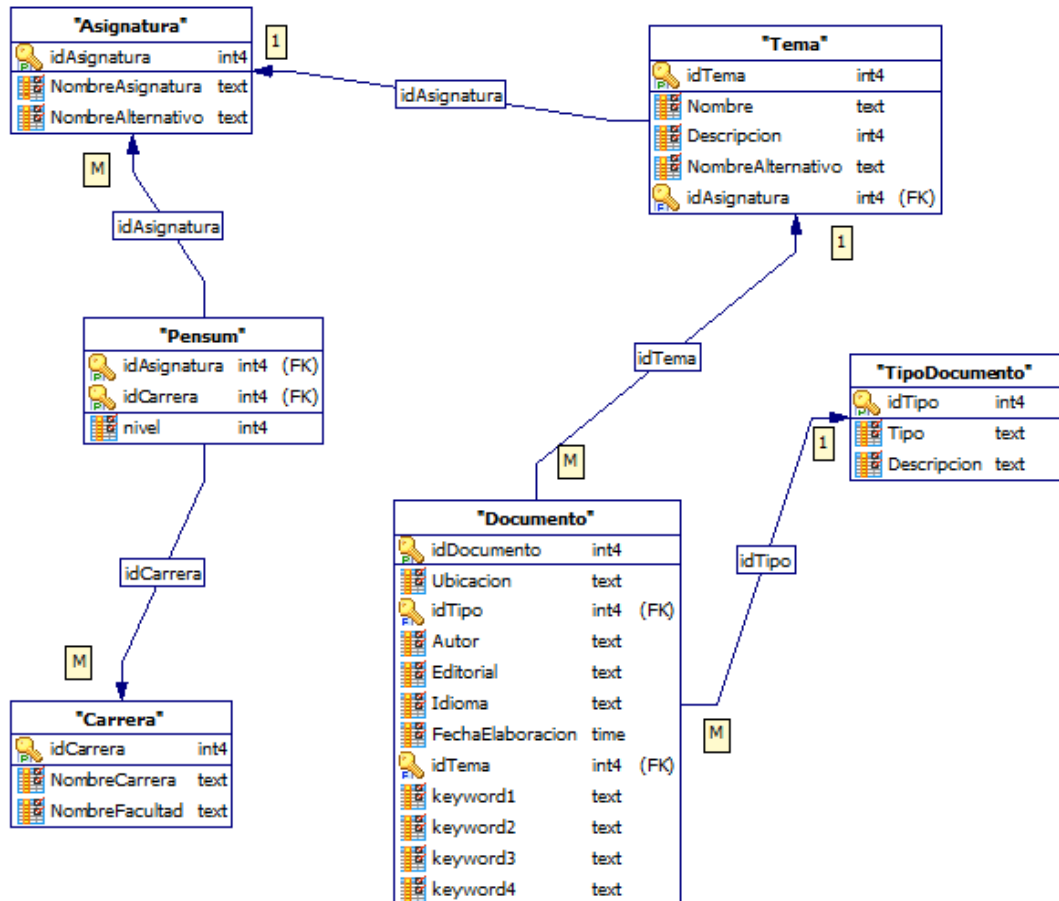 "Asignatura"
idAsignatura int4
NombreAsignatura text
NombreAlternativo text
1
idAsignatura
"Tema"
idTema int4
Nombre text
Descripcion int4
NombreAlternativo text
idAsignatura int4 (FK)
M
idAsignatura
1
"Pensum"
idAsignatura int4 (FK)
idCarrera int4 (FK)
nivel int4
idTema
"TipoDocumento"
idTipo int4
Tipo text
Descripcion text
1
M
idTipo
idCarrera
M
"Carrera"
idCarrera int4
NombreCarrera text
NombreFacultad text
"Documento"
idDocumento int4
Ubicacion text
idTipo int4 (FK)
Autor text
Editorial text
Idioma text
FechaElaboracion time
idTema int4 (FK)
keyword1 text
keyword2 text
keyword3 text
keyword4 text
M